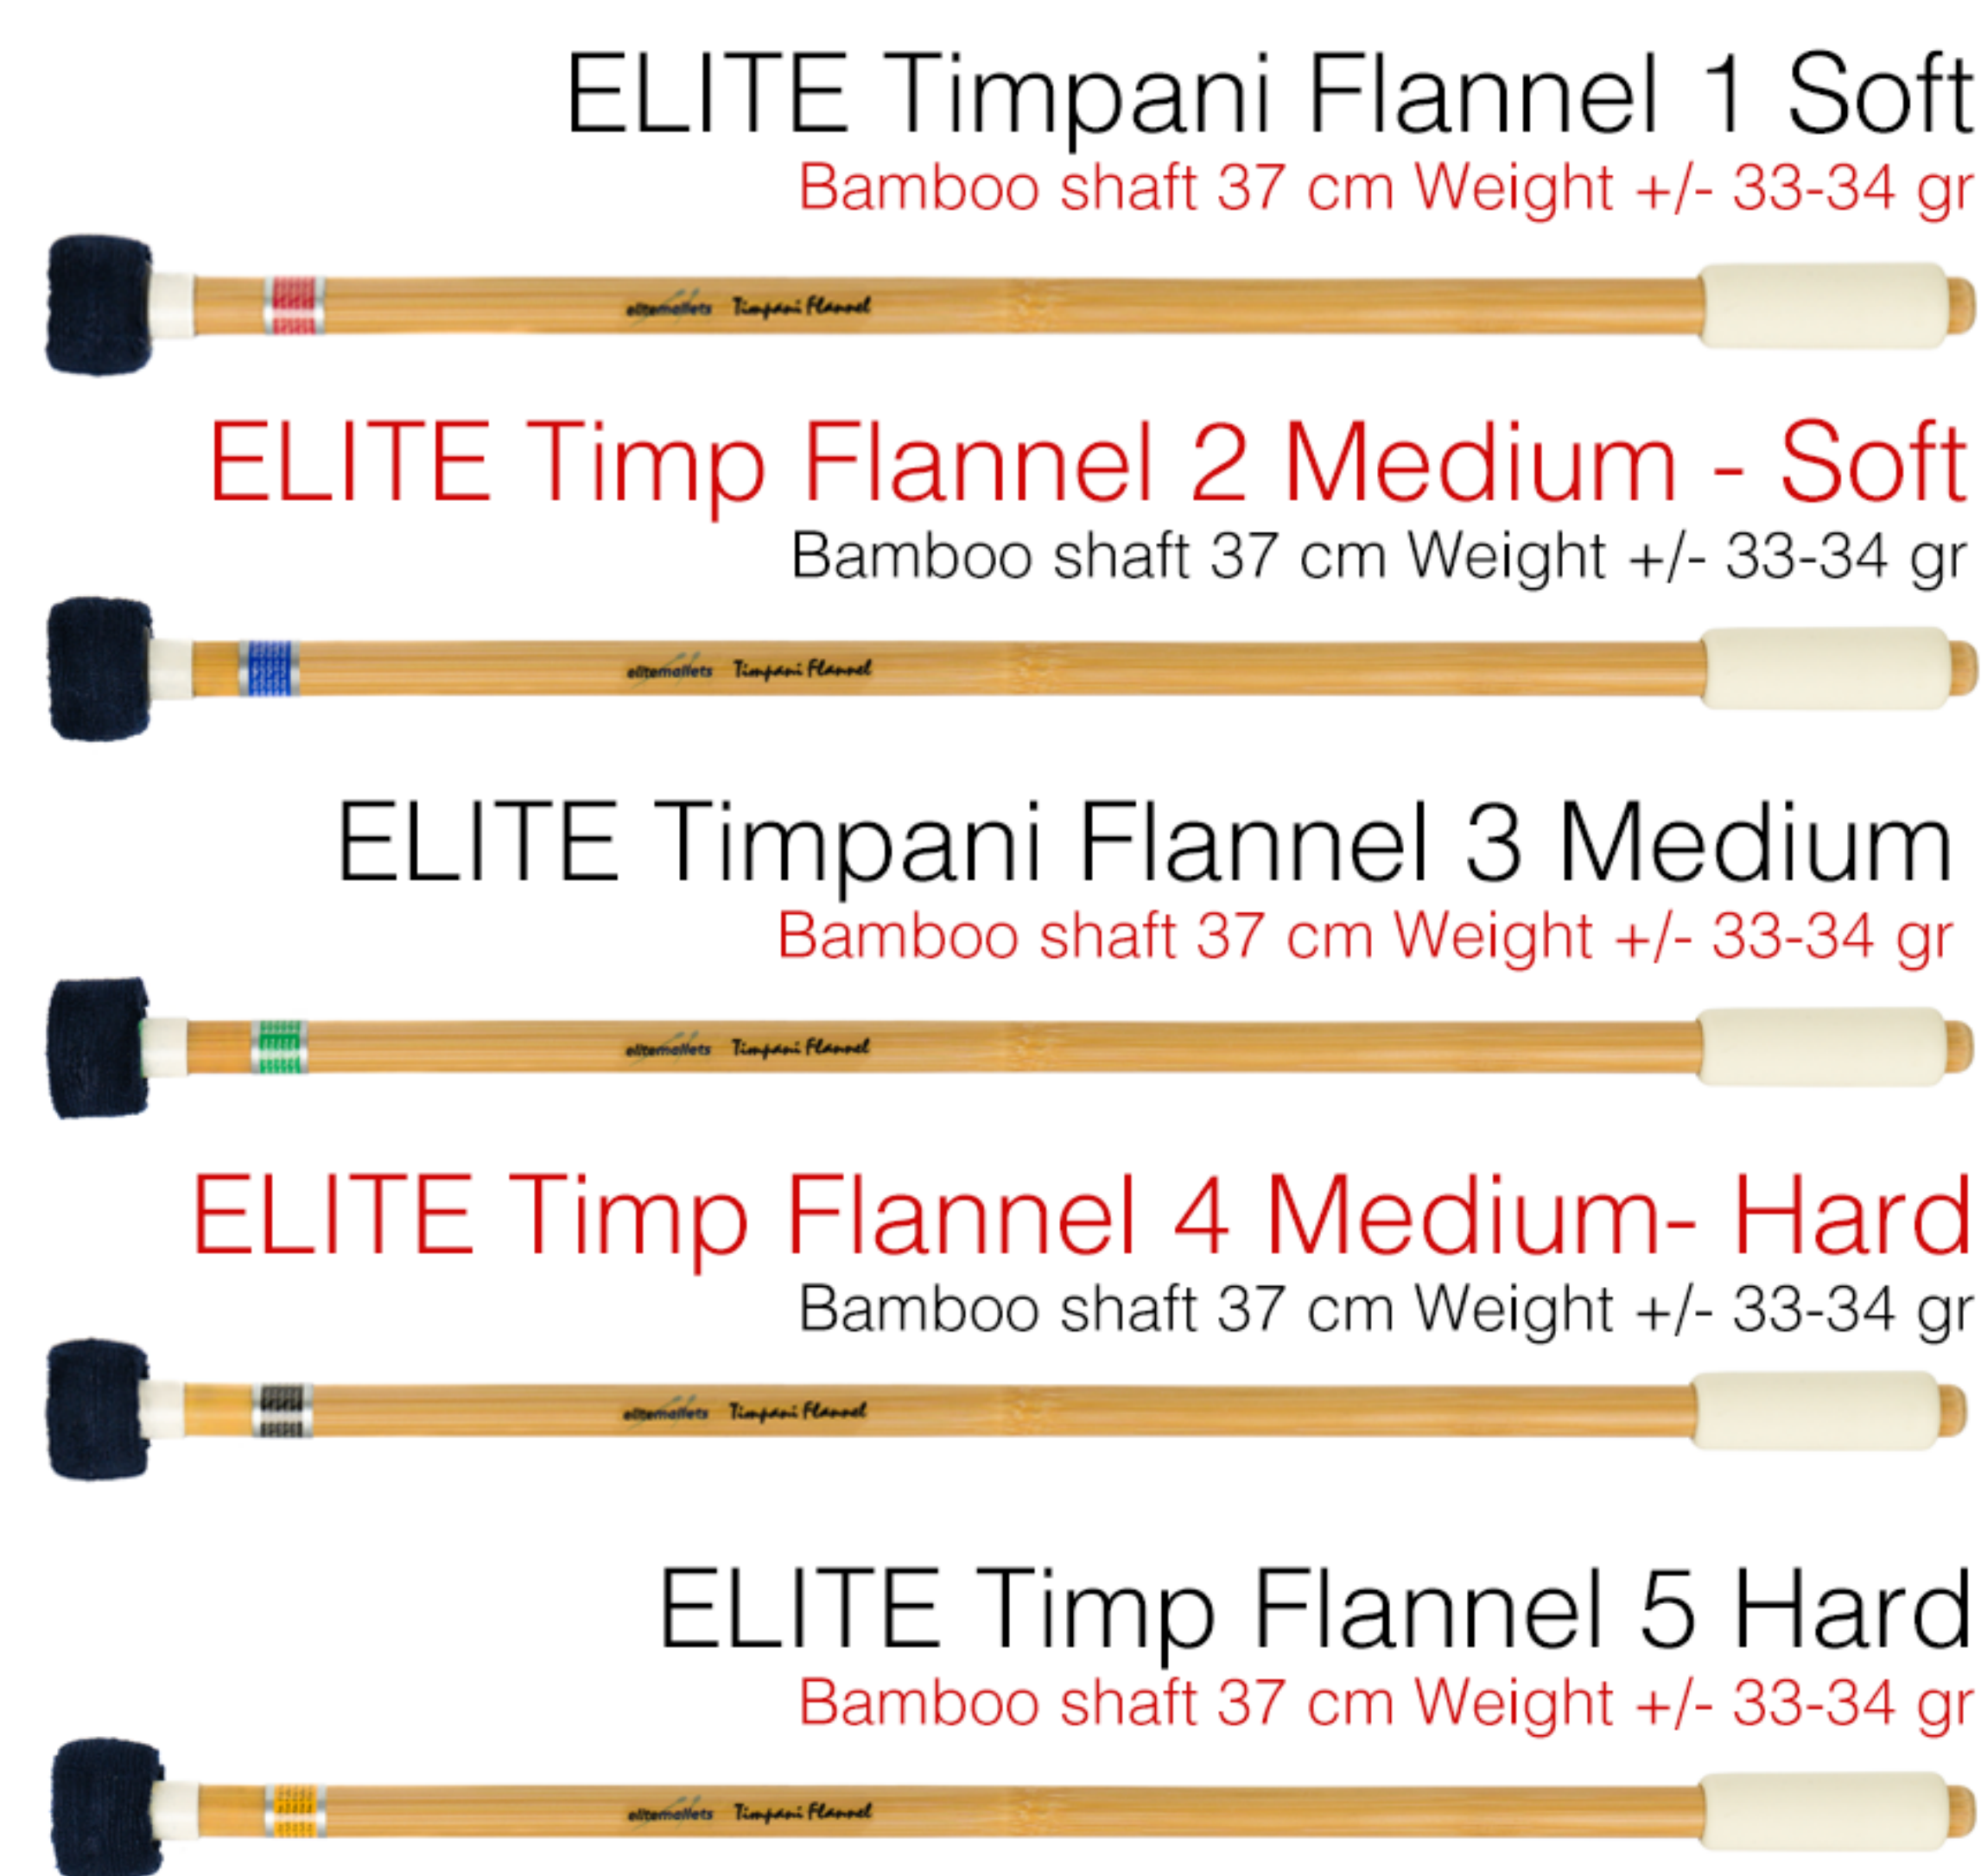 ELITE Timpani Flannel 1 Soft
Bamboo shaft 37 cm Weight +/- 33-34 gr
elitemallets Timpani Flannel
ELITE Timp Flannel 2 Medium - Soft
Bamboo shaft 37 cm Weight +/- 33-34 gr
elitemallets Timpani Flannel
ELITE Timpani Flannel 3 Medium
Bamboo shaft 37 cm Weight +/- 33-34 gr
elitemallets Timpani Flannel
ELITE Timp Flannel 4 Medium- Hard
Bamboo shaft 37 cm Weight +/- 33-34 gr
elitemallets Timpani Flannel
ELITE Timp Flannel 5 Hard
Bamboo shaft 37 cm Weight +/- 33-34 gr
elitemallets Timpani Flannel